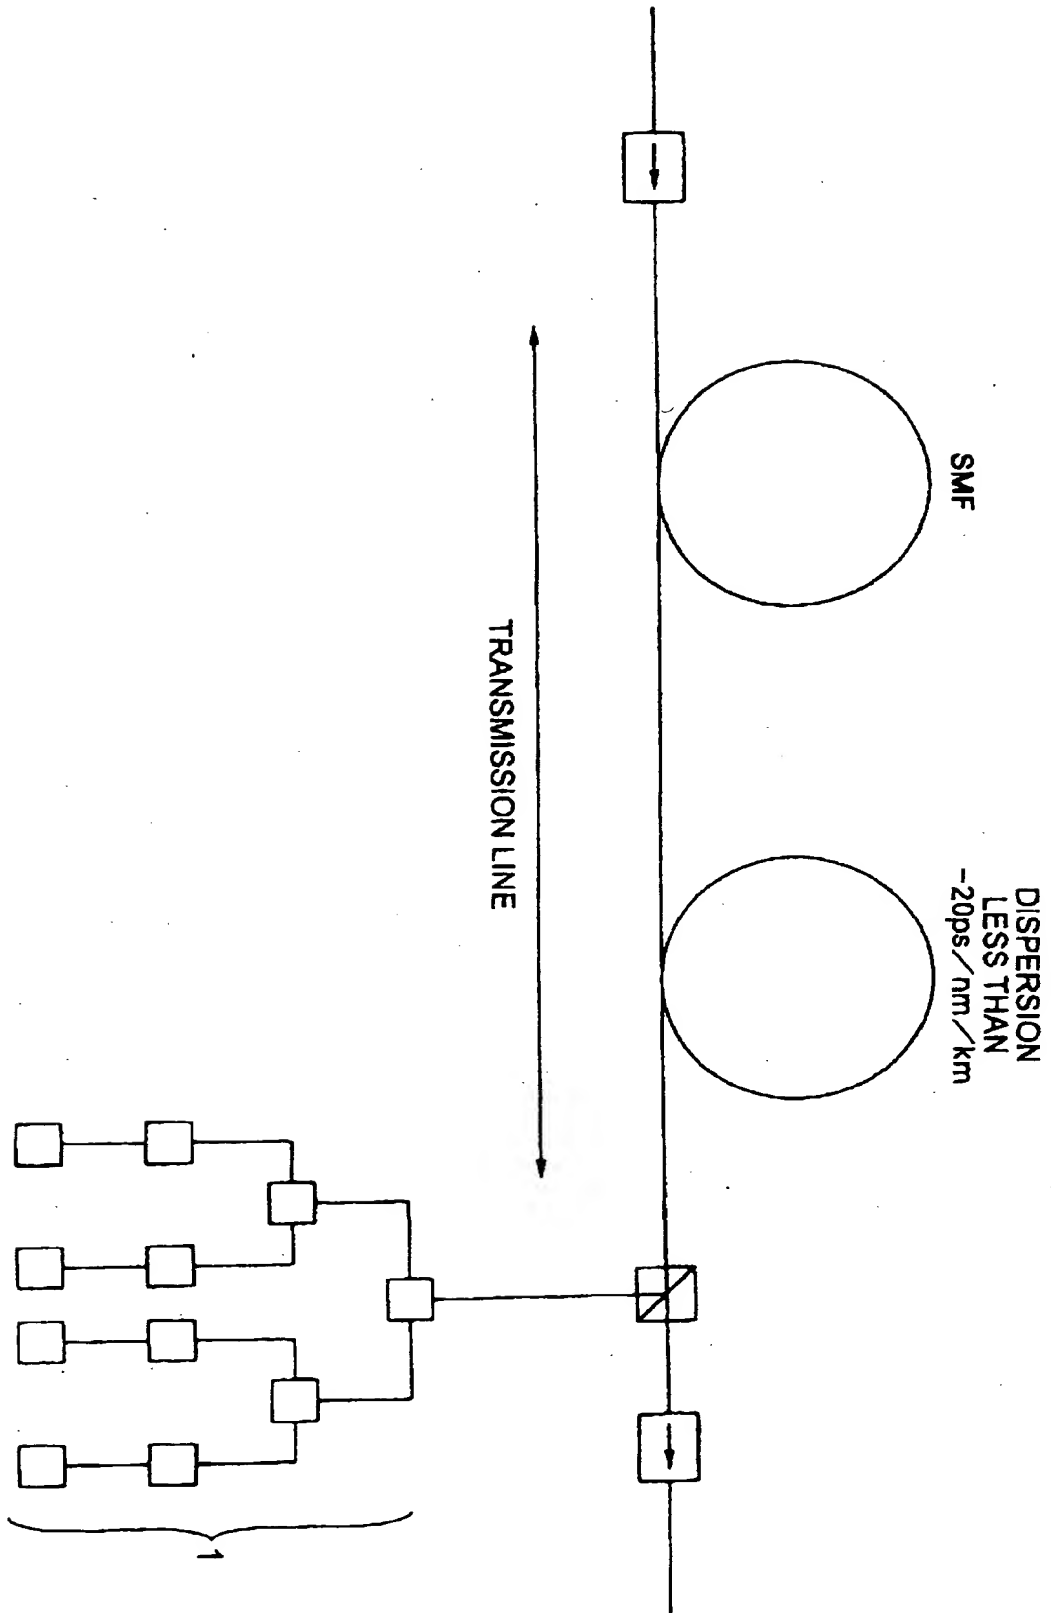 SMF
DISPERSION
LESS THAN
-20ps/nm/km
TRANSMISSION LINE
1